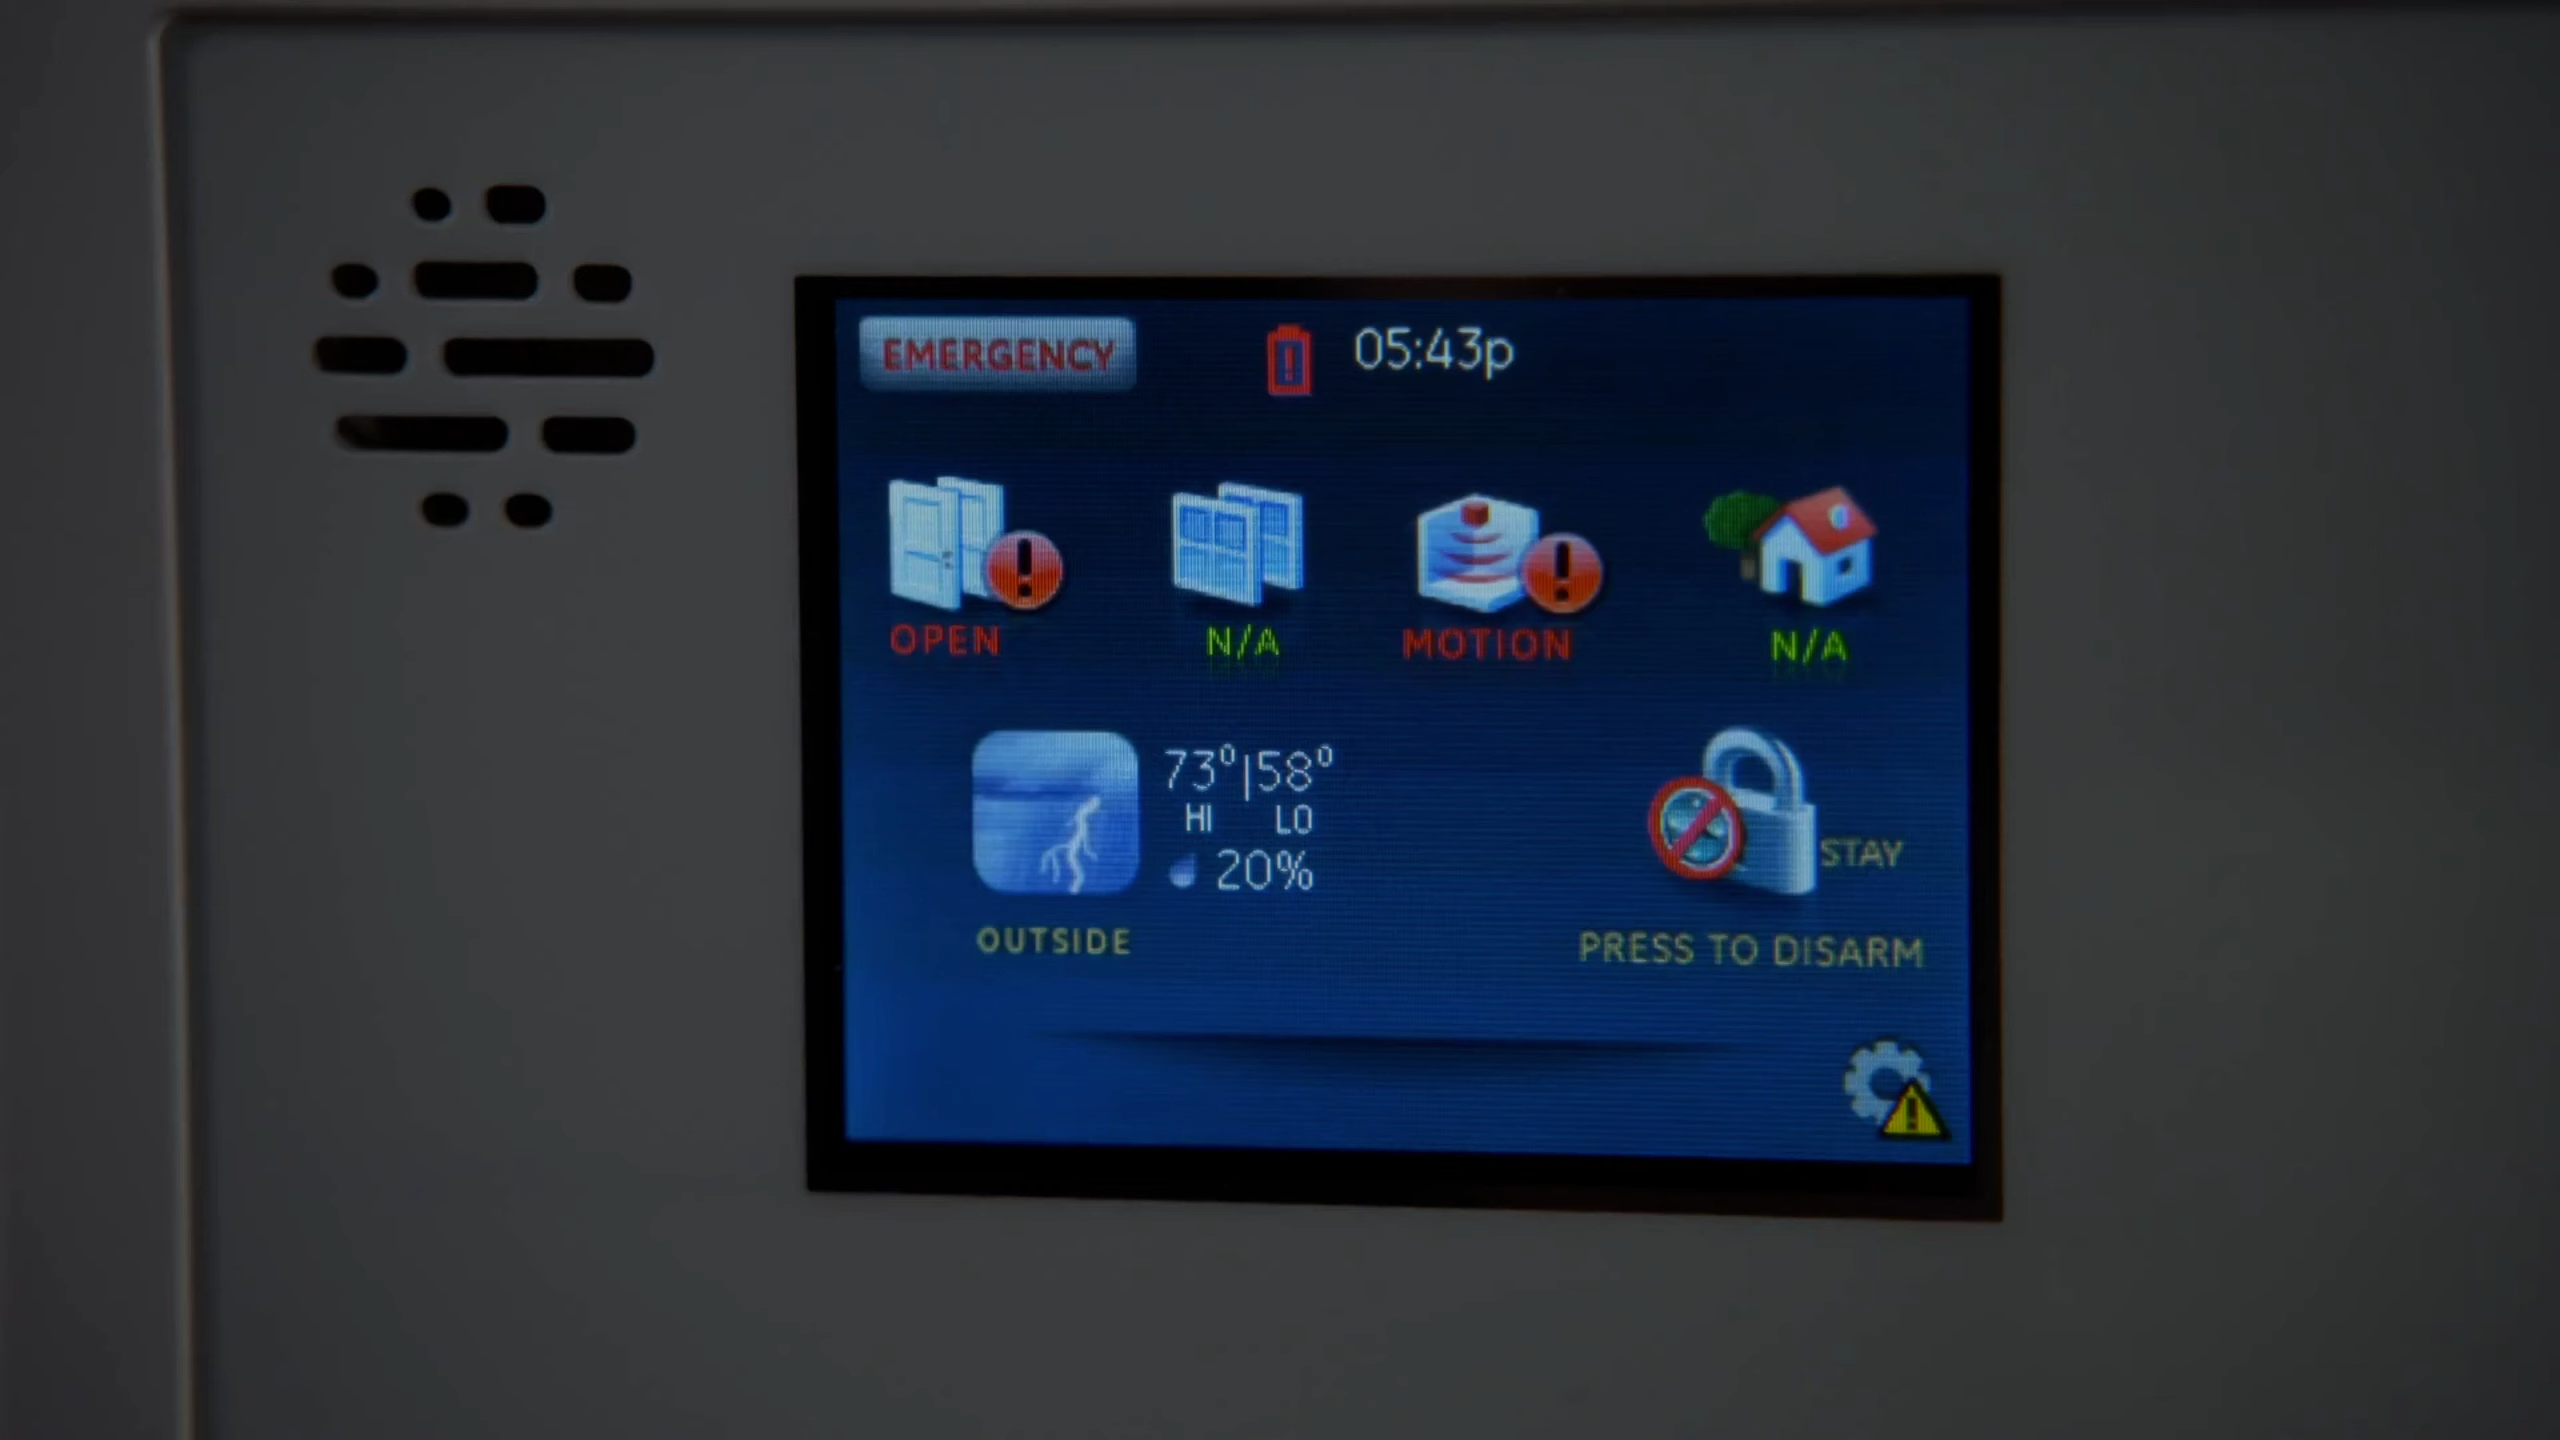 EMERGENCY 05:43p
OPEN N/A MOTION N/A
73°|58°
HI LO
20%
STAY
OUTSIDE PRESS TO DISARM